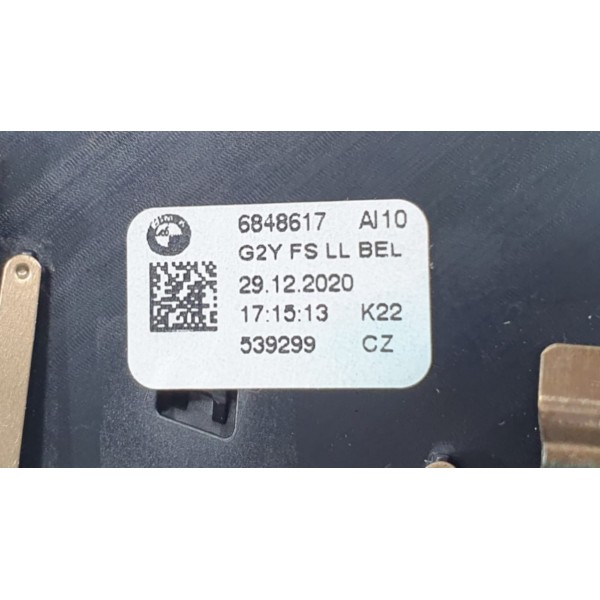 6848617 AI10
G2Y FS LL BEL
29.12.2020
17:15:13 K22
539299 CZ